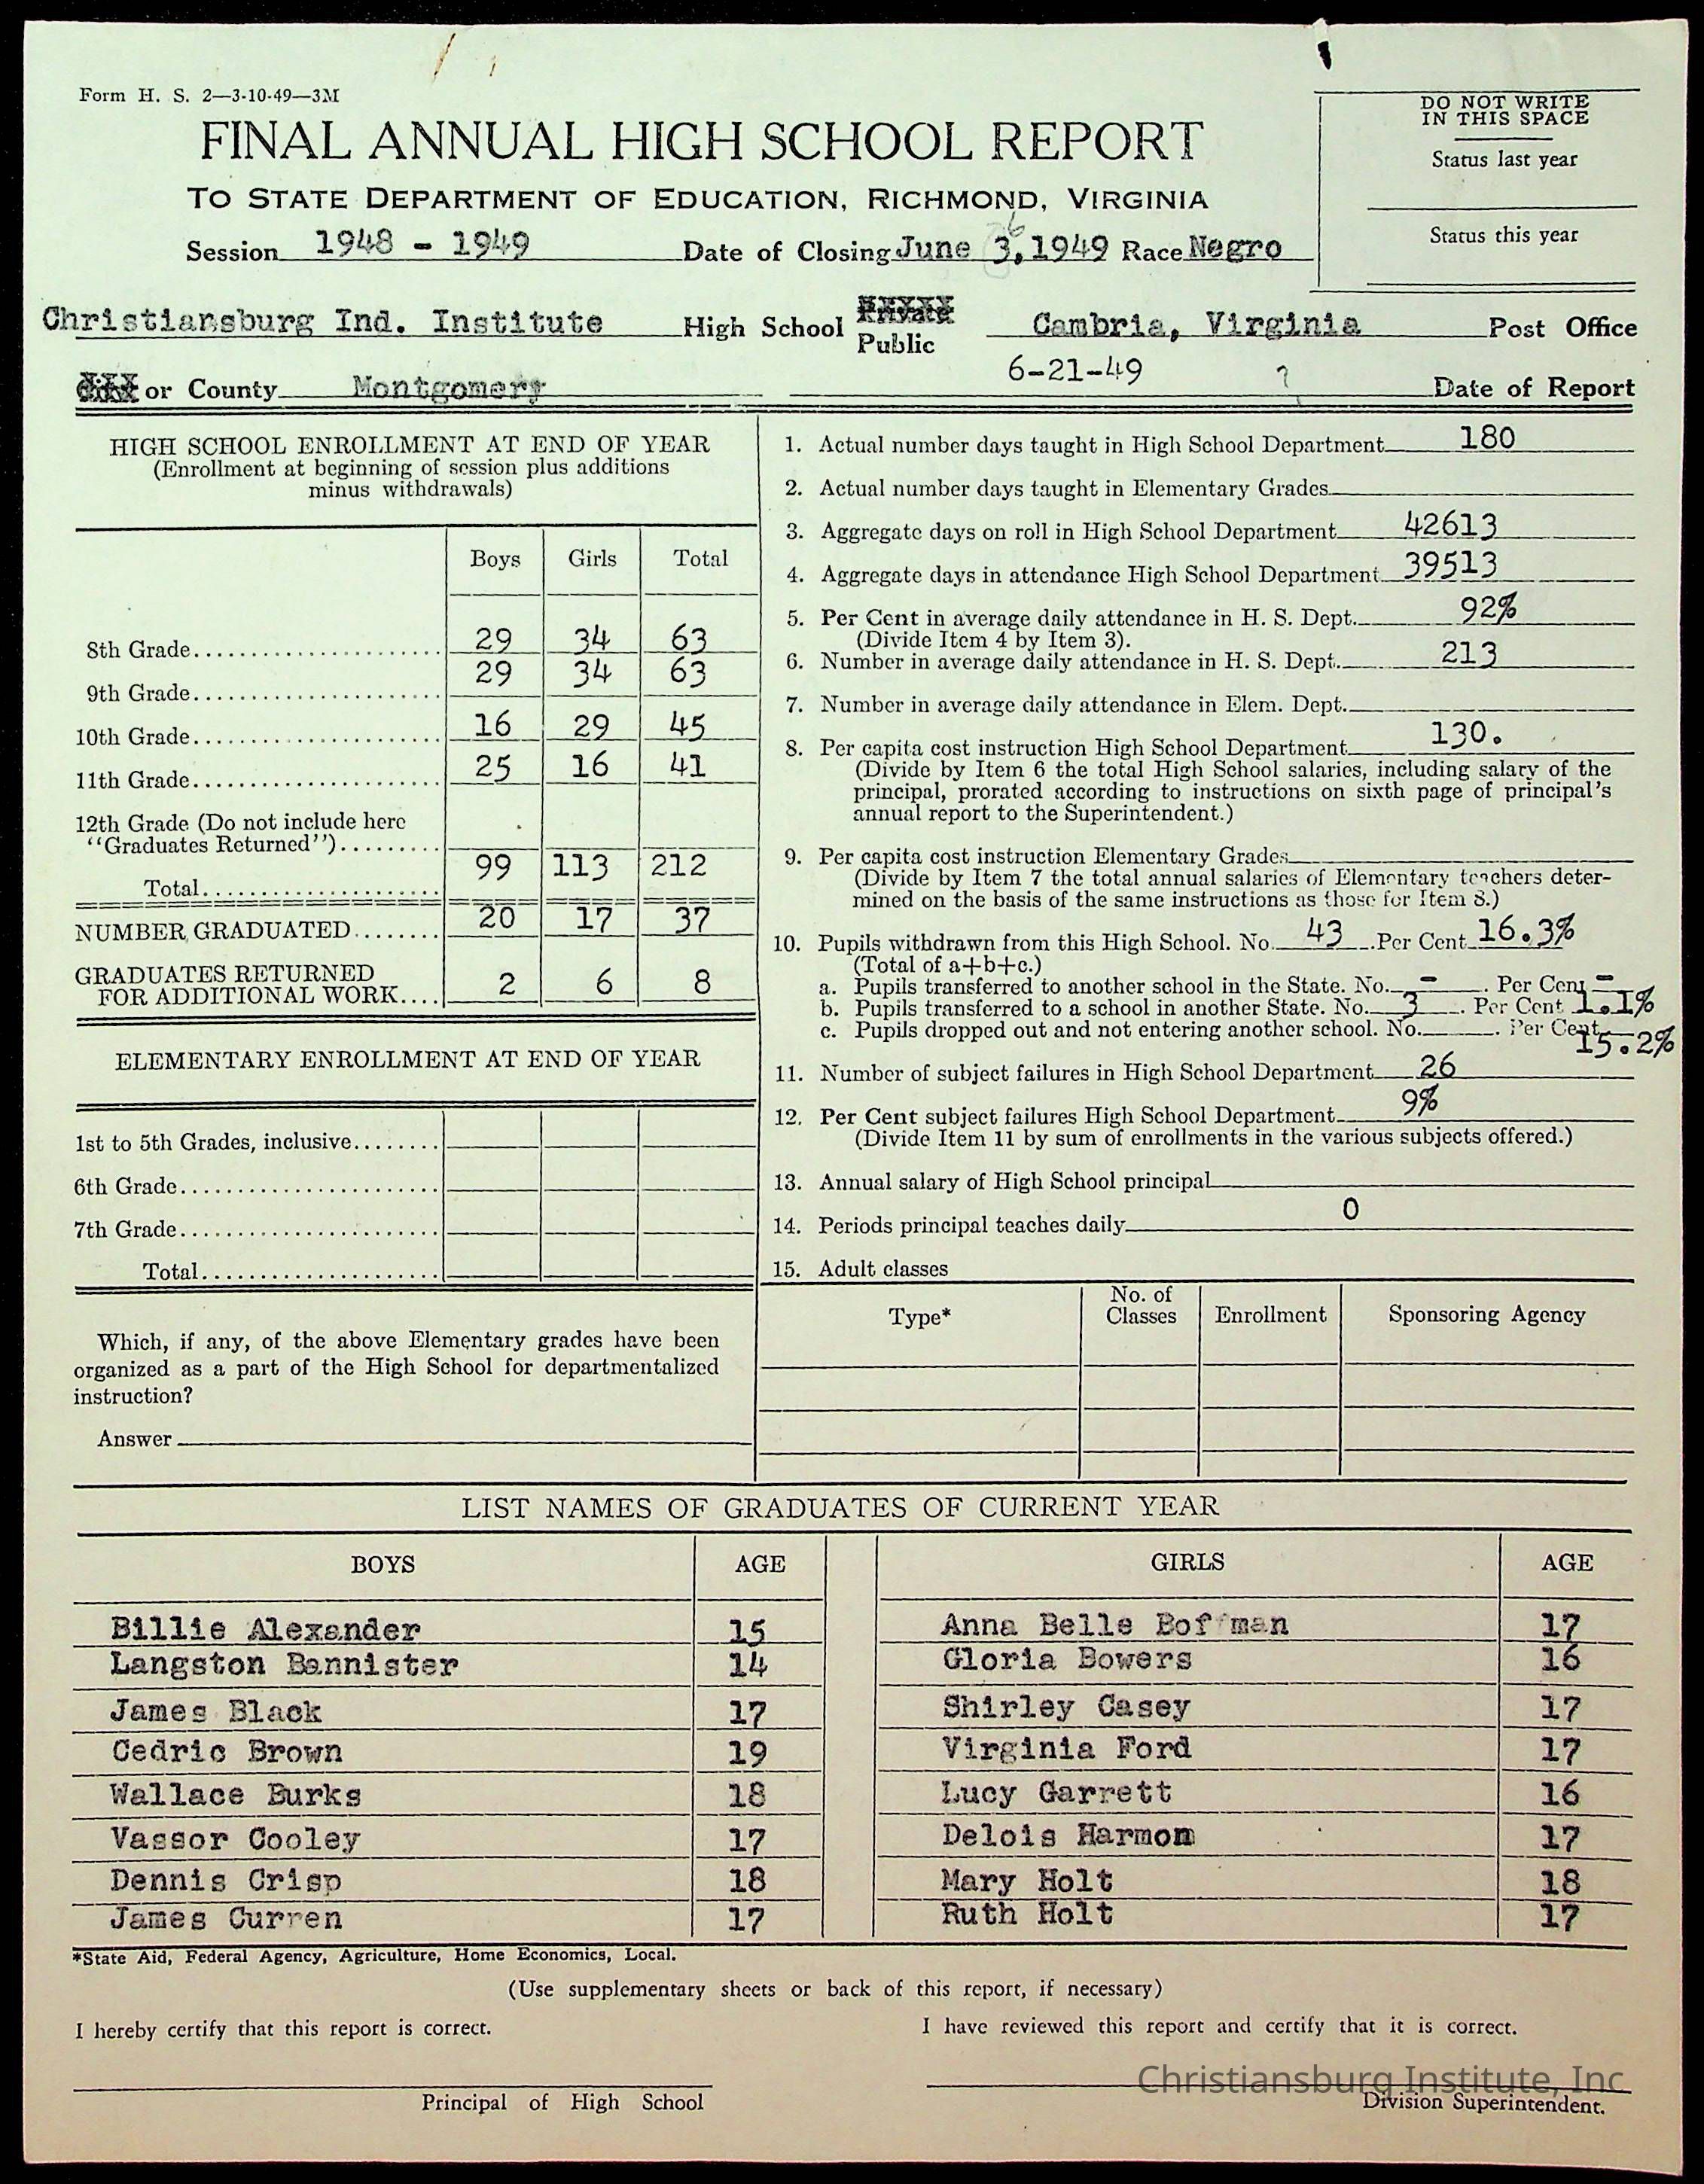 Form H. S. 2—3-10-49—3M
DO NOT WRITE
IN THIS SPACE
Status last year
Status this year
FINAL ANNUAL HIGH SCHOOL REPORT
TO STATE DEPARTMENT OF EDUCATION, RICHMOND, VIRGINIA
Session 1948 - 1949 Date of Closing June 3, 1949 Race Negro
6
Christiansburg Ind. Institute High School Private Public Cambria, Virginia Post Office
or County Montgomery 6-21-49 ? Date of Report
HIGH SCHOOL ENROLLMENT AT END OF YEAR
(Enrollment at beginning of session plus additions
minus withdrawals)
Boys Girls Total
8th Grade 29 34 63
9th Grade 29 34 63
10th Grade 16 29 45
11th Grade 25 16 41
12th Grade (Do not include here
"Graduates Returned")
Total 99 113 212
NUMBER GRADUATED 20 17 37
GRADUATES RETURNED
FOR ADDITIONAL WORK 2 6 8
ELEMENTARY ENROLLMENT AT END OF YEAR
1st to 5th Grades, inclusive
6th Grade
7th Grade
Total
Which, if any, of the above Elementary grades have been
organized as a part of the High School for departmentalized
instruction?
Answer
1. Actual number days taught in High School Department 180
2. Actual number days taught in Elementary Grades
3. Aggregate days on roll in High School Department 42613
4. Aggregate days in attendance High School Department 39513
5. Per Cent in average daily attendance in H. S. Dept. 92%
(Divide Item 4 by Item 3).
6. Number in average daily attendance in H. S. Dept. 213
7. Number in average daily attendance in Elem. Dept.
8. Per capita cost instruction High School Department 130.
(Divide by Item 6 the total High School salaries, including salary of the
principal, prorated according to instructions on sixth page of principal's
annual report to the Superintendent.)
9. Per capita cost instruction Elementary Grades
(Divide by Item 7 the total annual salaries of Elementary teachers deter-
mined on the basis of the same instructions as those for Item 8.)
10. Pupils withdrawn from this High School. No. 43 Per Cent 16.3%
(Total of a+b+c.)
a. Pupils transferred to another school in the State. No. - . Per Cent -
b. Pupils transferred to a school in another State. No. 3 . Per Cent 1.1%
c. Pupils dropped out and not entering another school. No. . Per Cent 15.2%
11. Number of subject failures in High School Department 26
12. Per Cent subject failures High School Department 9%
(Divide Item 11 by sum of enrollments in the various subjects offered.)
13. Annual salary of High School principal
14. Periods principal teaches daily 0
15. Adult classes
Type* No. of Classes Enrollment Sponsoring Agency
LIST NAMES OF GRADUATES OF CURRENT YEAR
BOYS AGE GIRLS AGE
Billie Alexander 15 Anna Belle Boffman 17
Langston Bannister 14 Gloria Bowers 16
James Black 17 Shirley Casey 17
Cedric Brown 19 Virginia Ford 17
Wallace Burks 18 Lucy Garrett 16
Vassor Cooley 17 Delois Harmon 17
Dennis Crisp 18 Mary Holt 18
James Curren 17 Ruth Holt 17
*State Aid, Federal Agency, Agriculture, Home Economics, Local.
(Use supplementary sheets or back of this report, if necessary)
I hereby certify that this report is correct. I have reviewed this report and certify that it is correct.
Christiansburg Institute, Inc
Principal of High School Division Superintendent.